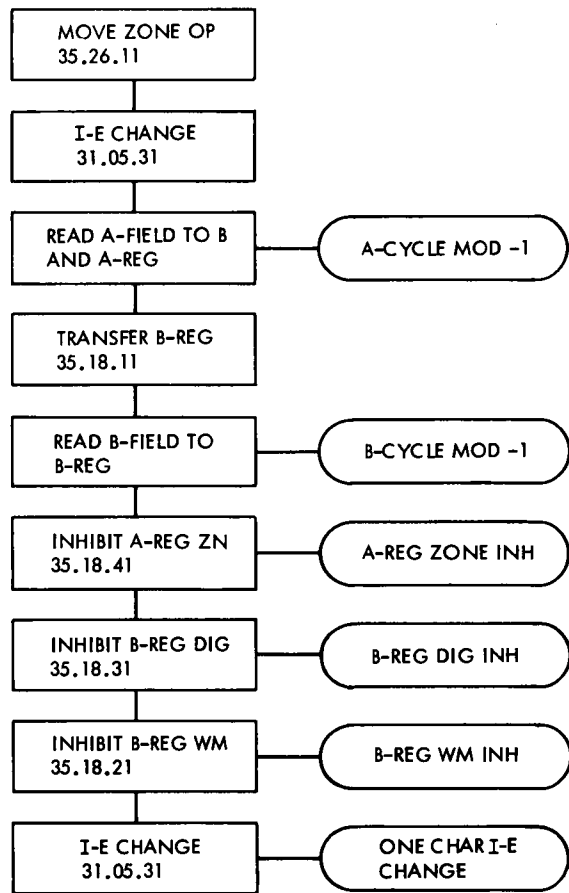 MOVE ZONE OP
35.26.11
I-E CHANGE
31.05.31
READ A-FIELD TO B
AND A-REG
A-CYCLE MOD -1
TRANSFER B-REG
35.18.11
READ B-FIELD TO
B-REG
B-CYCLE MOD -1
INHIBIT A-REG ZN
35.18.41
A-REG ZONE INH
INHIBIT B-REG DIG
35.18.31
B-REG DIG INH
INHIBIT B-REG WM
35.18.21
B-REG WM INH
I-E CHANGE
31.05.31
ONE CHAR I-E
CHANGE